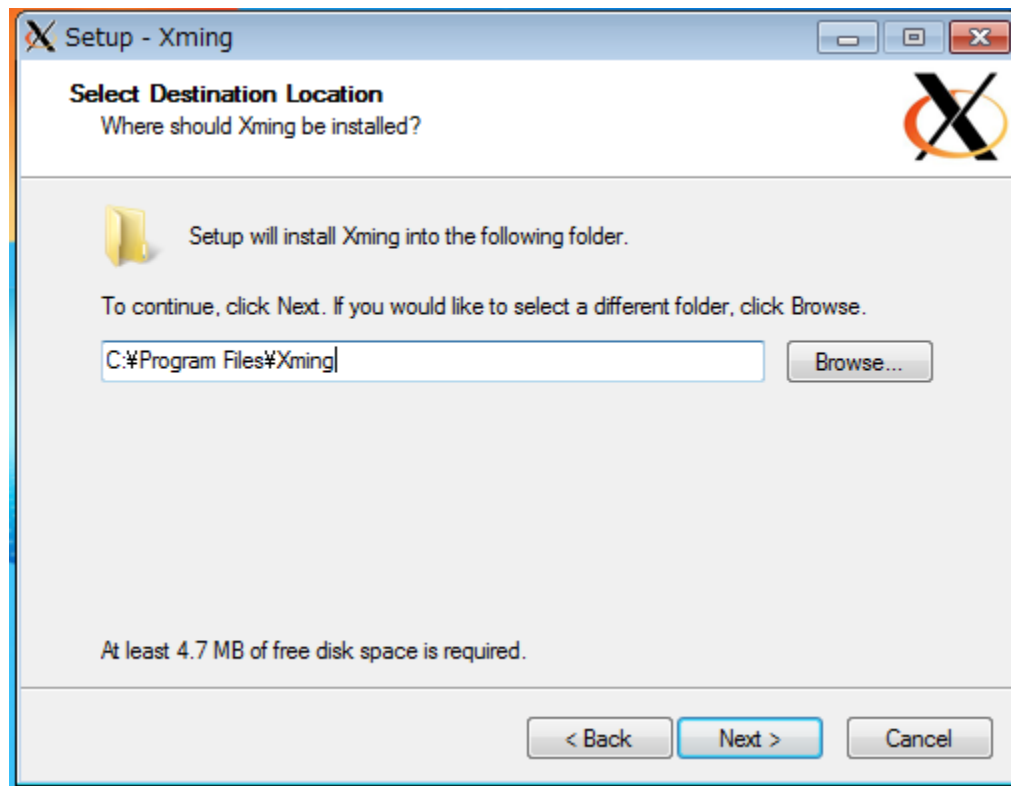 Setup - Xming
Select Destination Location
Where should Xming be installed?
Setup will install Xming into the following folder.
To continue, click Next. If you would like to select a different folder, click Browse.
C:¥Program Files¥Xming
Browse...
At least 4.7 MB of free disk space is required.
< Back
Next >
Cancel